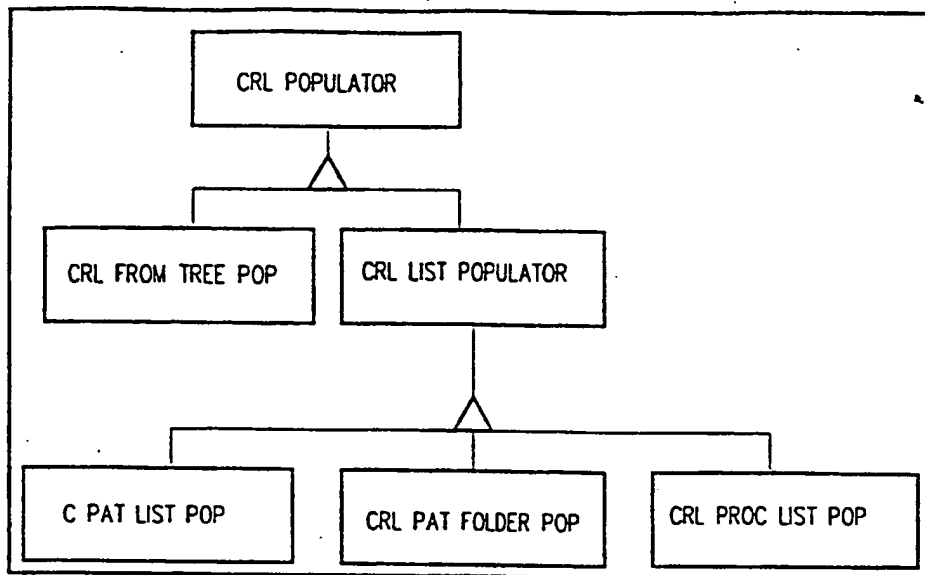 CRL POPULATOR
CRL FROM TREE POP
CRL LIST POPULATOR
C PAT LIST POP
CRL PAT FOLDER POP
CRL PROC LIST POP